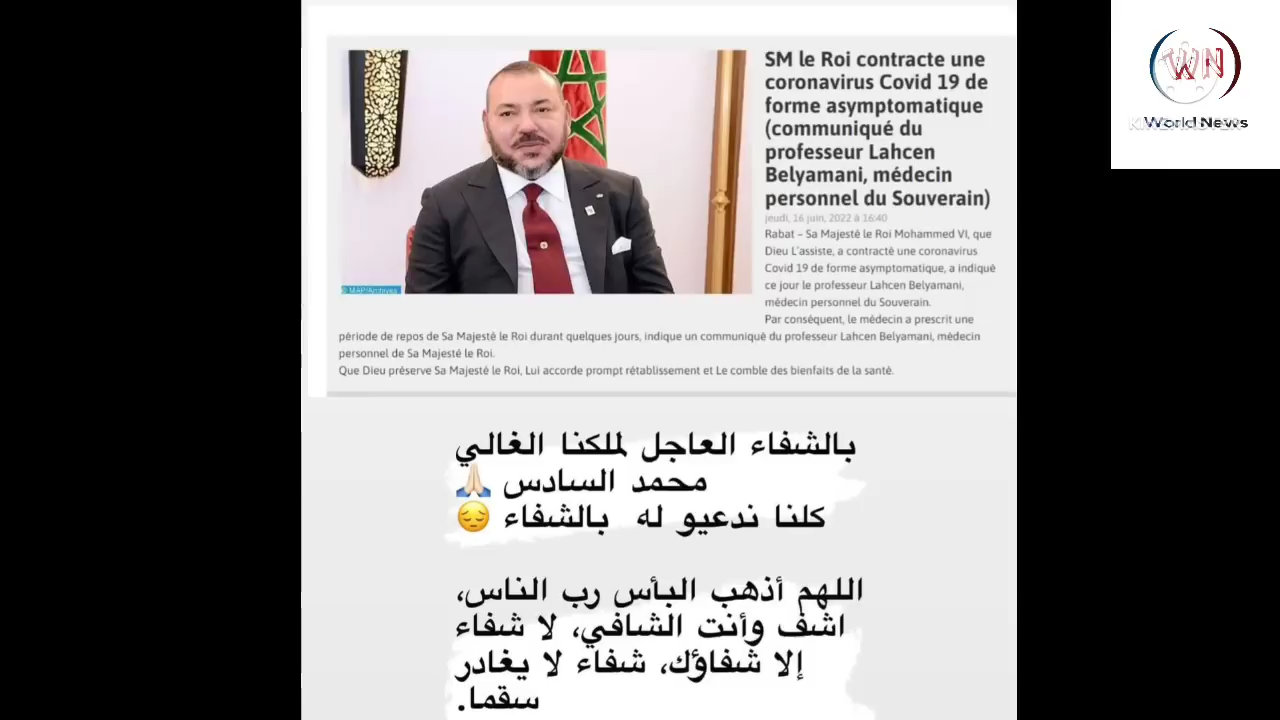 SM le Roi contracte une
coronavirus Covid 19 de
forme asymptomatique
(communiqué du
professeur Lahcen
Belyamani, médecin
personnel du Souverain)
jeudi, 16 juin, 2022 à 16:40
Rabat – Sa Majesté le Roi Mohammed VI, que
Dieu L'assiste, a contracté une coronavirus
Covid 19 de forme asymptomatique, a indiqué
ce jour le professeur Lahcen Belyamani,
médecin personnel du Souverain.
Par conséquent, le médecin a prescrit une
période de repos de Sa Majesté le Roi durant quelques jours, indique un communiqué du professeur Lahcen Belyamani, médecin
personnel de Sa Majesté le Roi.
Que Dieu préserve Sa Majesté le Roi, Lui accorde prompt rétablissement et Le comble des bienfaits de la santé.
© MAP/Archives
بالشفاء العاجل لملكنا الغالي
محمد السادس 🙏🏻
كلنا ندعيو له بالشفاء 😔
اللهم أذهب البأس رب الناس،
اشف وأنت الشافي، لا شفاء
إلا شفاؤك، شفاء لا يغادر
سقما.
WN
World News
KINEMASTER